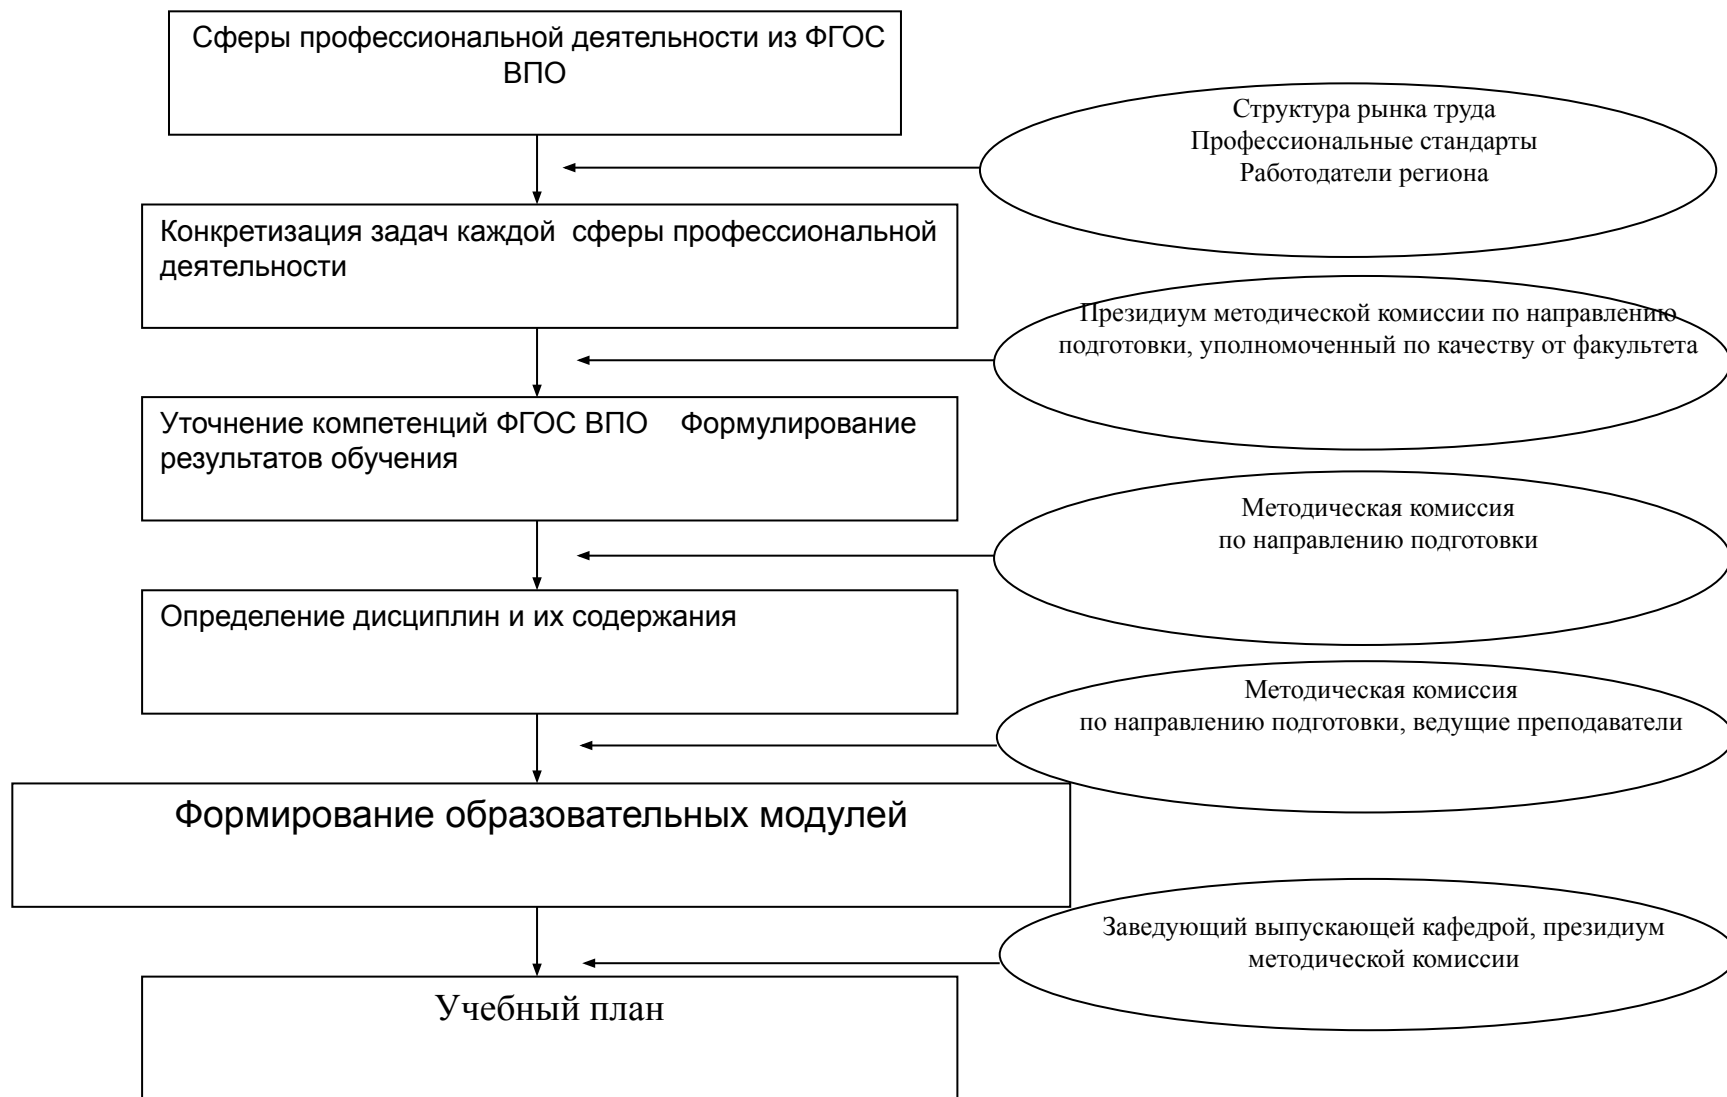 Сферы профессиональной деятельности из ФГОС
ВПО
Структура рынка труда
Профессиональные стандарты
Работодатели региона
Конкретизация задач каждой сферы профессиональной
деятельности
Президиум методической комиссии по направлению
подготовки, уполномоченный по качеству от факультета
Уточнение компетенций ФГОС ВПО Формулирование
результатов обучения
Методическая комиссия
по направлению подготовки
Определение дисциплин и их содержания
Методическая комиссия
по направлению подготовки, ведущие преподаватели
Формирование образовательных модулей
Заведующий выпускающей кафедрой, президиум
методической комиссии
Учебный план